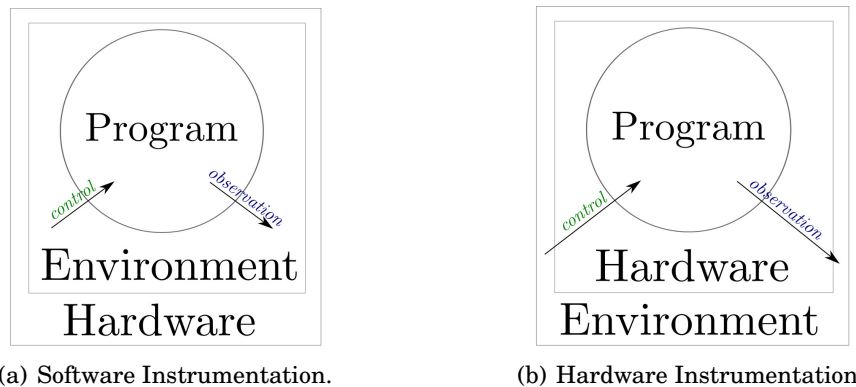 Program
control
observation
Environment
Hardware
(a) Software Instrumentation.
Program
control
observation
Hardware
Environment
(b) Hardware Instrumentation